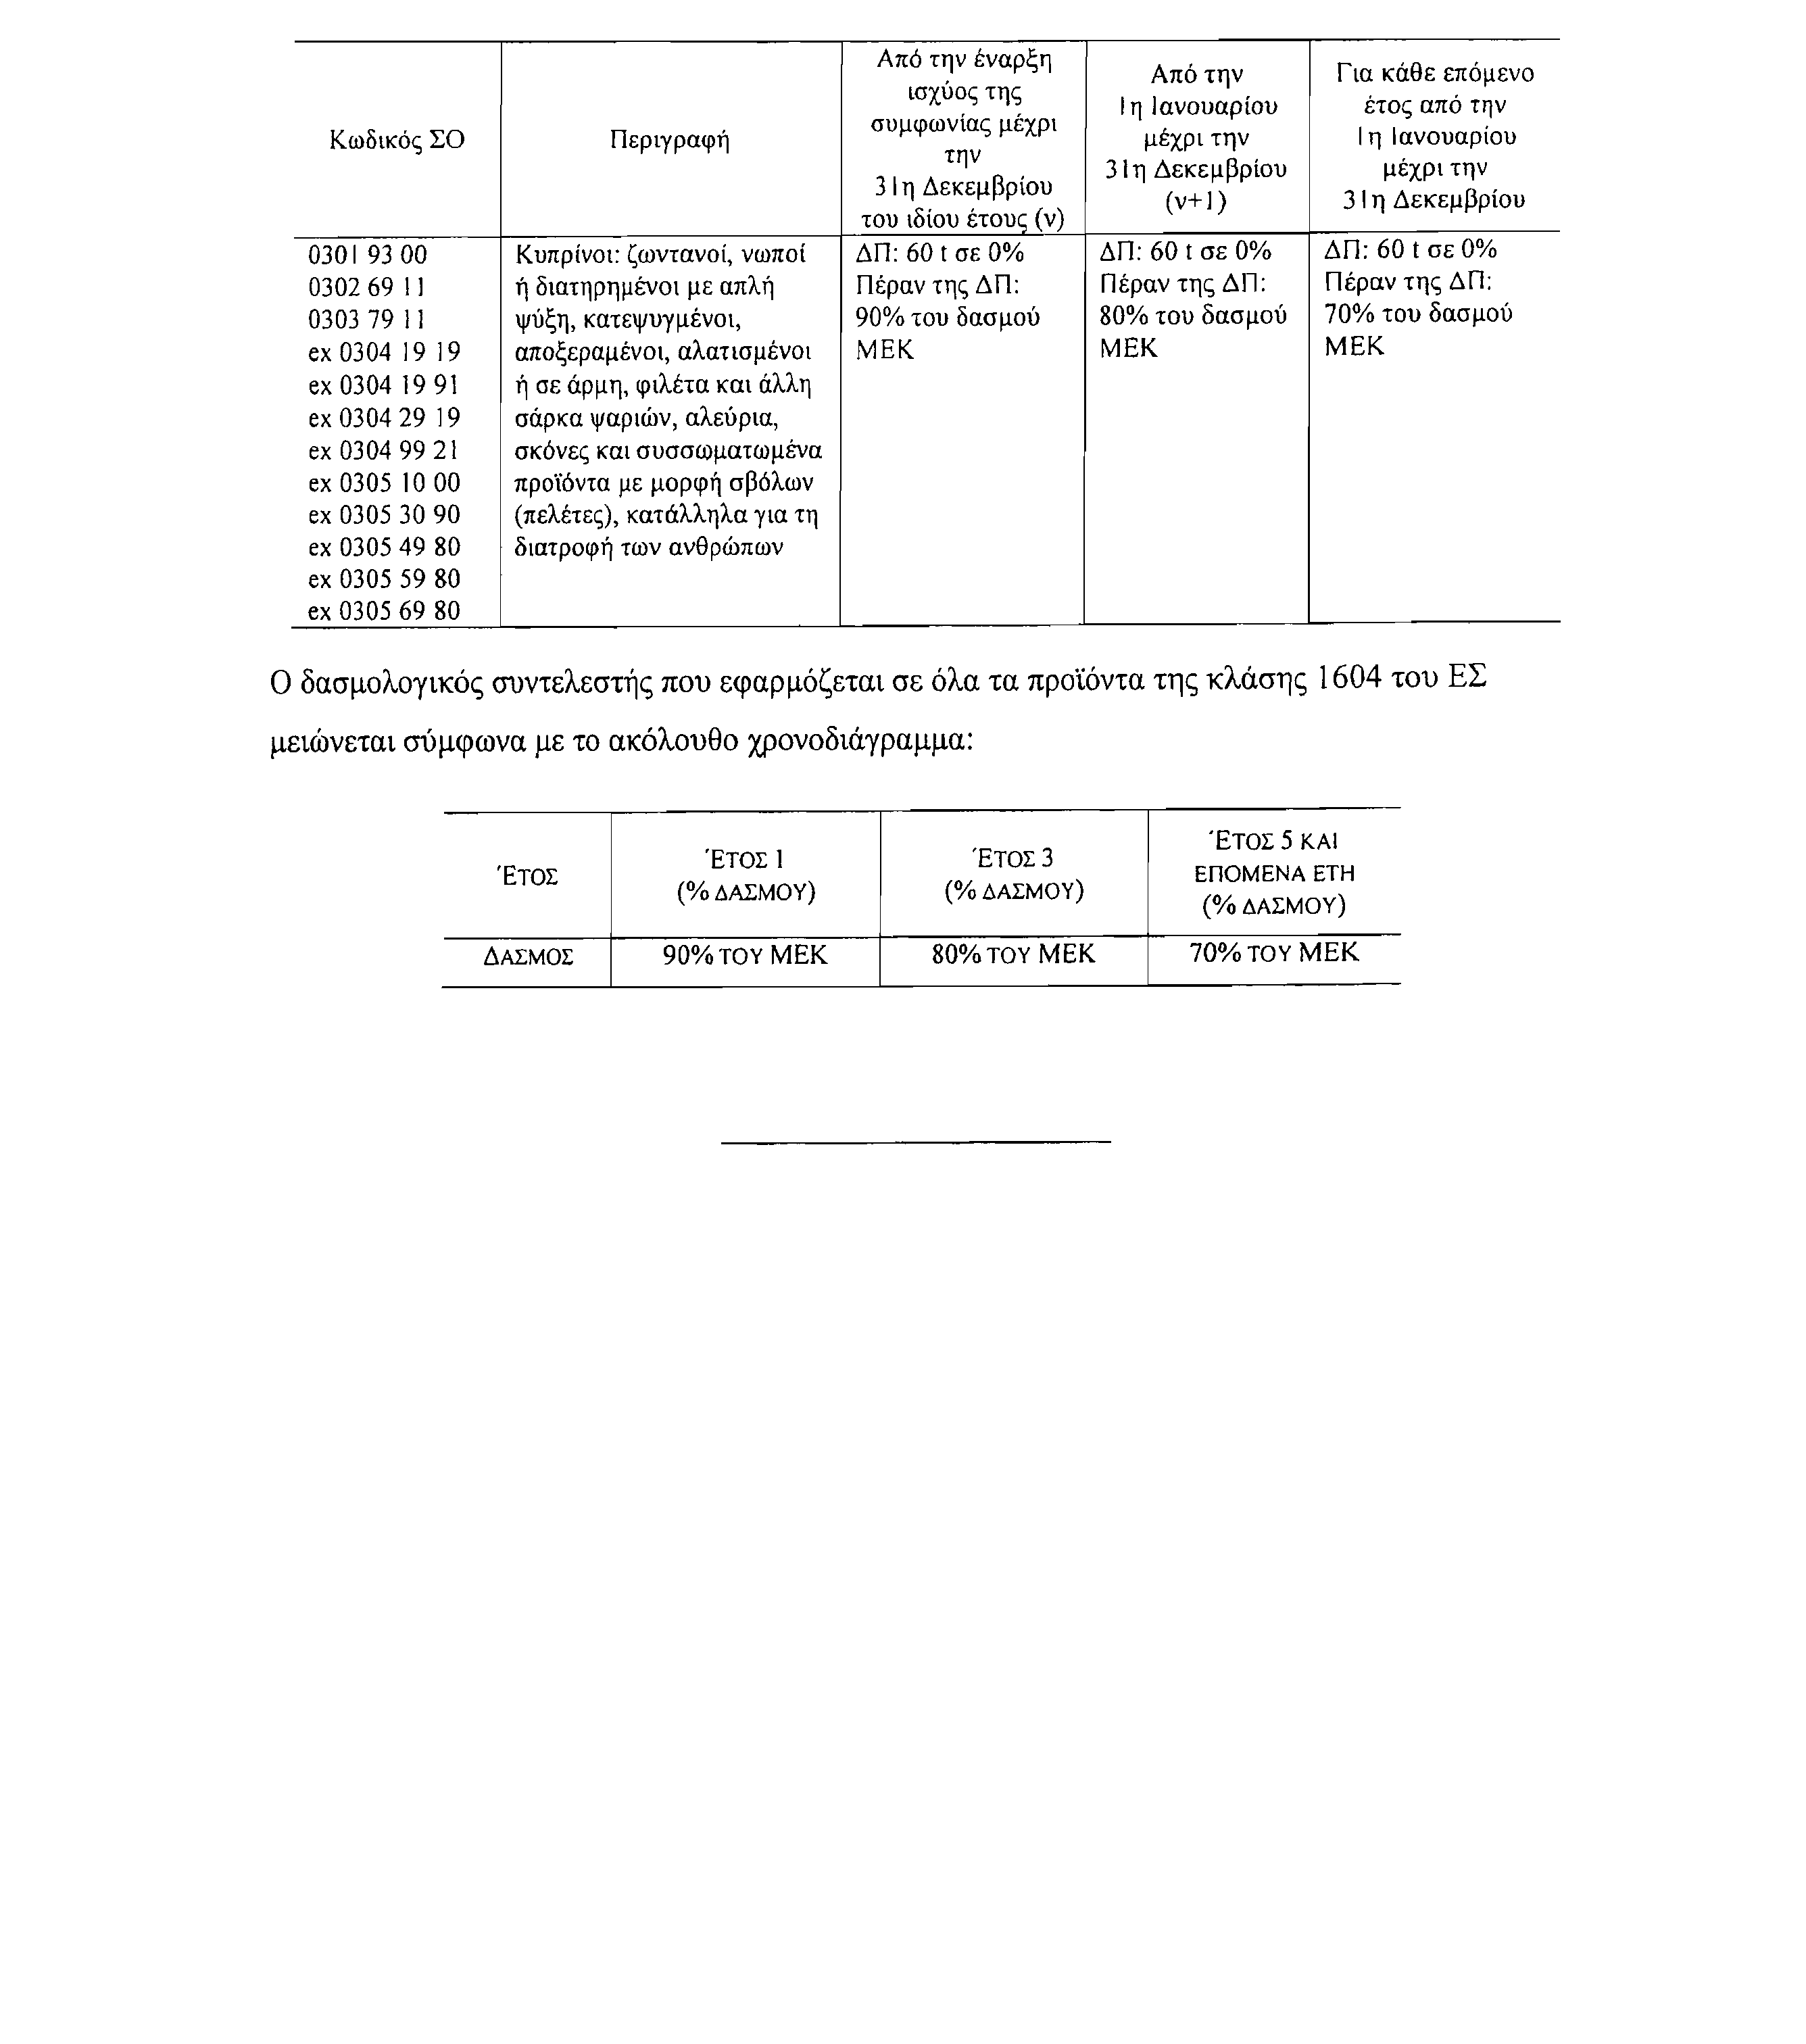 Κωδικός ΣΟ
Περιγραφή
Από την έναρξη
ισχύος της
συμφωνίας μέχρι
την
31η Δεκεμβρίου
του ιδίου έτους (ν)
Από την
1η Ιανουαρίου
μέχρι την
31η Δεκεμβρίου
(ν+1)
Για κάθε επόμενο
έτος από την
1η Ιανουαρίου
μέχρι την
31η Δεκεμβρίου
0301 93 00
0302 69 11
0303 79 11
ex 0304 19 19
ex 0304 19 91
ex 0304 29 19
ex 0304 99 21
ex 0305 10 00
ex 0305 30 90
ex 0305 49 80
ex 0305 59 80
ex 0305 69 80
Κυπρίνοι: ζωντανοί, νωποί
ή διατηρημένοι με απλή
ψύξη, κατεψυγμένοι,
αποξεραμένοι, αλατισμένοι
ή σε άρμη, φιλέτα και άλλη
σάρκα ψαριών, αλεύρια,
σκόνες και συσσωματωμένα
προϊόντα με μορφή σβόλων
(πελέτες), κατάλληλα για τη
διατροφή των ανθρώπων
ΔΠ: 60 t σε 0%
Πέραν της ΔΠ:
90% του δασμού
ΜΕΚ
ΔΠ: 60 t σε 0%
Πέραν της ΔΠ:
80% του δασμού
ΜΕΚ
ΔΠ: 60 t σε 0%
Πέραν της ΔΠ:
70% του δασμού
ΜΕΚ
Ο δασμολογικός συντελεστής που εφαρμόζεται σε όλα τα προϊόντα της κλάσης 1604 του ΕΣ
μειώνεται σύμφωνα με το ακόλουθο χρονοδιάγραμμα:
ΈΤΟΣ
ΈΤΟΣ 1
(% ΔΑΣΜΟΥ)
ΈΤΟΣ 3
(% ΔΑΣΜΟΥ)
ΈΤΟΣ 5 ΚΑΙ
ΕΠΟΜΕΝΑ ΕΤΗ
(% ΔΑΣΜΟΥ)
ΔΑΣΜΟΣ
90% ΤΟΥ ΜΕΚ
80% ΤΟΥ ΜΕΚ
70% ΤΟΥ ΜΕΚ